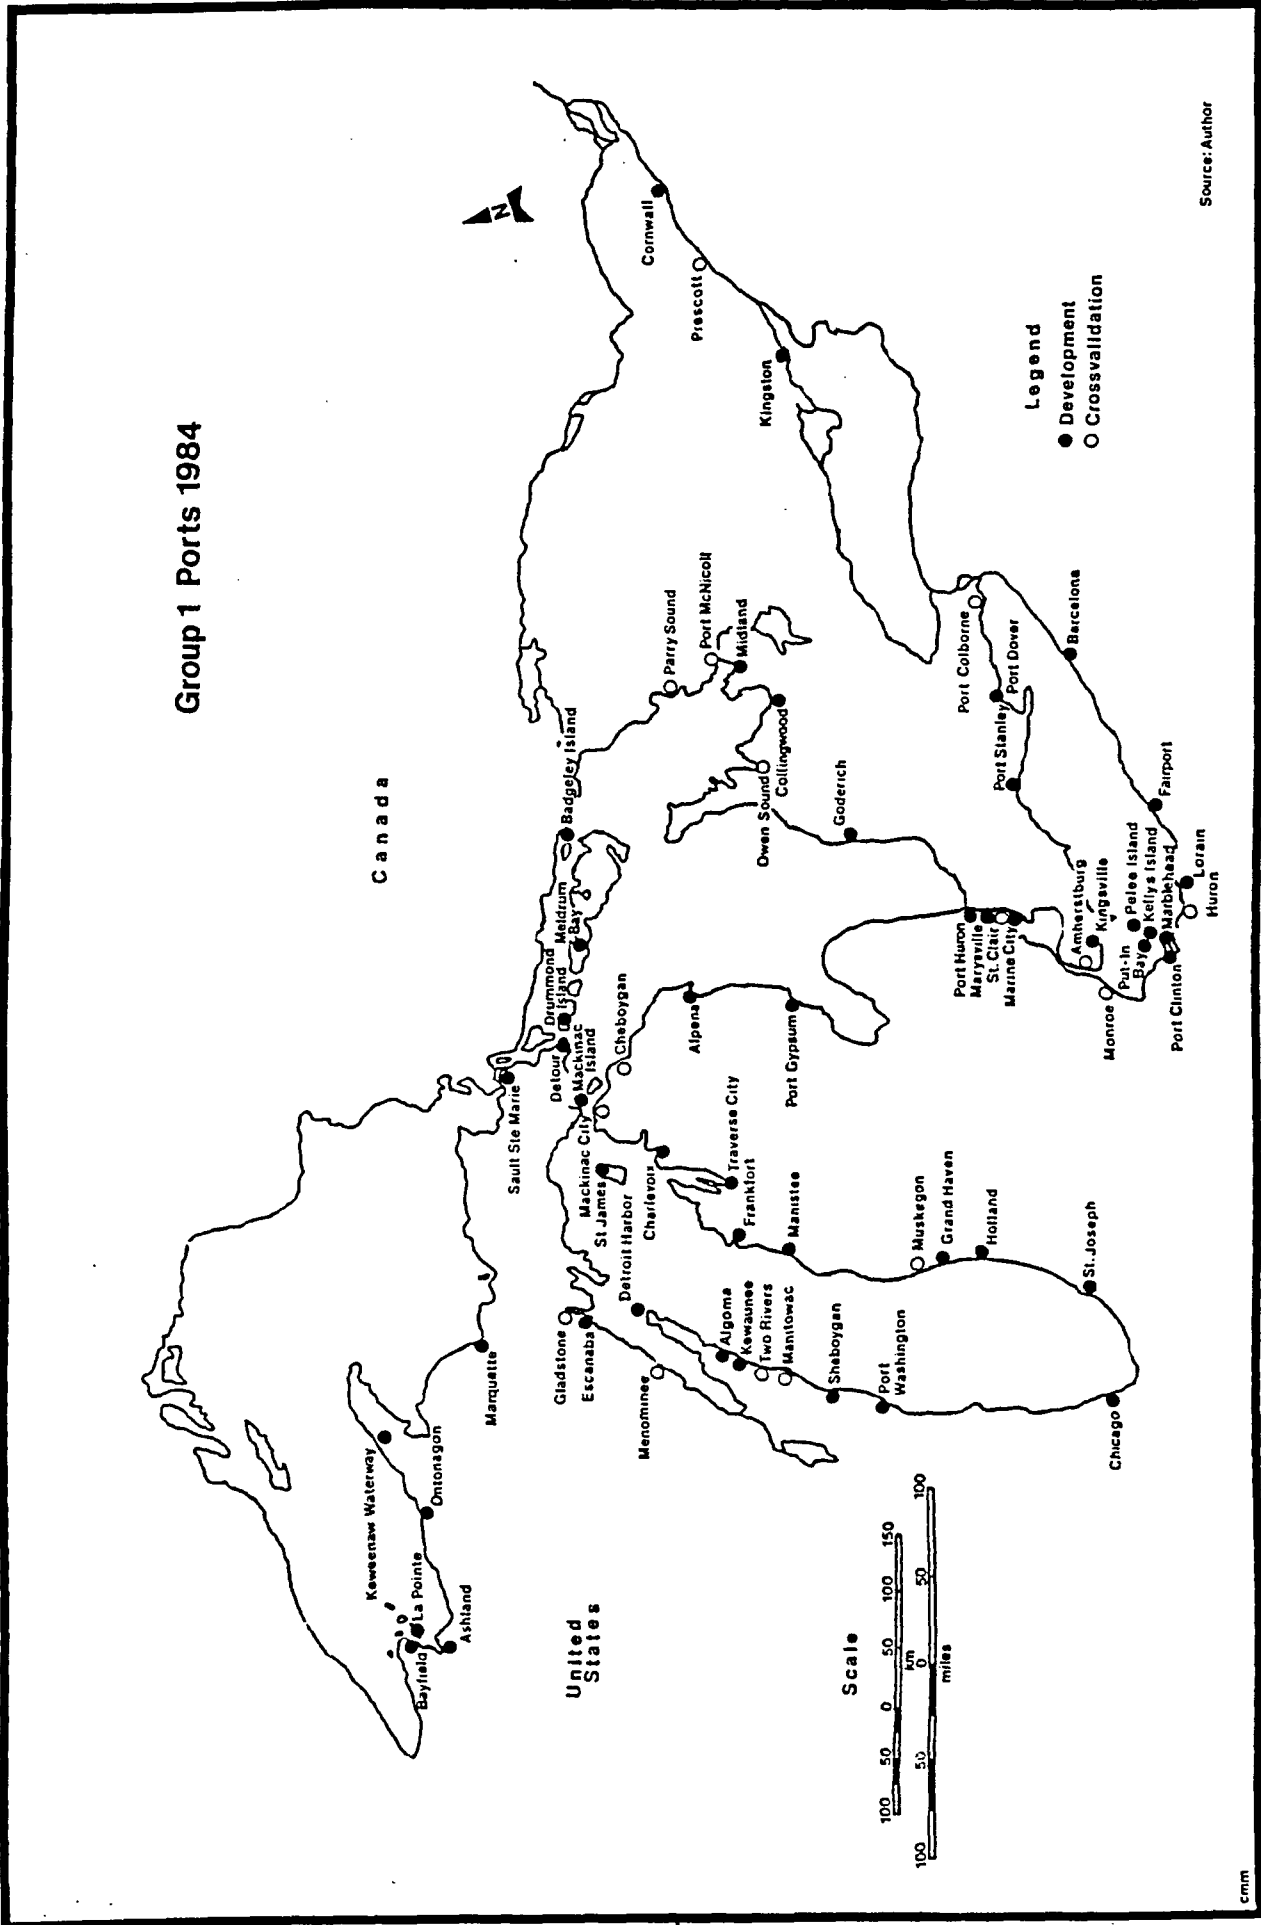 Group 1 Ports 1984
Canada
N
Keweenaw Waterway
La Pointe
Bayfield
Ashland
Ontonagon
Marquette
Sault Ste Marie
United
States
Gladstone
Escanaba
Menominee
Detour
Drummond
Island
Mackinac
Island
Meldrum
Bay
Badgeley Island
Mackinac City
St James
Detroit Harbor
Charlevoix
Cheboygan
Alpena
Port Gypsum
Traverse City
Frankfort
Manistee
Muskegon
Grand Haven
Holland
St. Joseph
Algoma
Kewaunee
Two Rivers
Manitowac
Sheboygan
Port
Washington
Chicago
Parry Sound
Port McNicoll
Midland
Collingwood
Owen Sound
Goderich
Port Huron
Marysville
St. Clair
Marine City
Amherstburg
Kingsville
Pelee Island
Kellys Island
Marblehead
Put-In
Bay
Port Clinton
Monroe
Lorain
Huron
Fairport
Barcelona
Port Colborne
Port Dover
Port Stanley
Kingston
Prescott
Cornwall
Legend
Development
Crossvalidation
Scale
100 50 0 50 100 150
km
100 50 0 50 100
miles
Source: Author
cmm